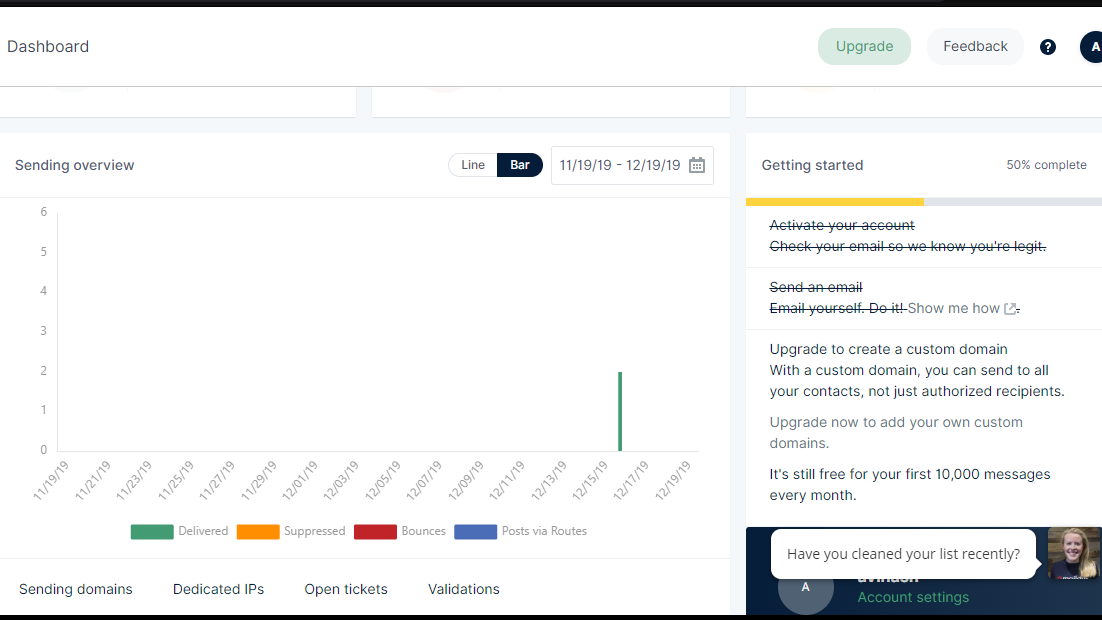 Dashboard
Upgrade
Feedback
?
A
Sending overview
Line
Bar
11/19/19 - 12/19/19
6
5
4
3
2
1
0
11/19/19
11/21/19
11/23/19
11/25/19
11/27/19
11/29/19
12/01/19
12/03/19
12/05/19
12/07/19
12/09/19
12/11/19
12/13/19
12/15/19
12/17/19
12/19/19
Delivered
Suppressed
Bounces
Posts via Routes
Sending domains
Dedicated IPs
Open tickets
Validations
Getting started
50% complete
Activate your account
Check your email so we know you're legit.
Send an email
Email yourself. Do it! Show me how .
Upgrade to create a custom domain
With a custom domain, you can send to all
your contacts, not just authorized recipients.
Upgrade now to add your own custom
domains.
It's still free for your first 10,000 messages
every month.
Have you cleaned your list recently?
A
Account settings